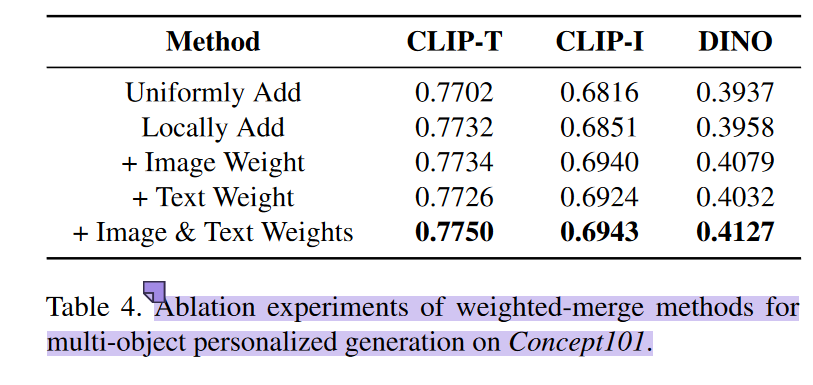 Method CLIP-T CLIP-I DINO
Uniformly Add 0.7702 0.6816 0.3937
Locally Add 0.7732 0.6851 0.3958
+ Image Weight 0.7734 0.6940 0.4079
+ Text Weight 0.7726 0.6924 0.4032
+ Image & Text Weights 0.7750 0.6943 0.4127
Table 4. Ablation experiments of weighted-merge methods for
multi-object personalized generation on Concept101.